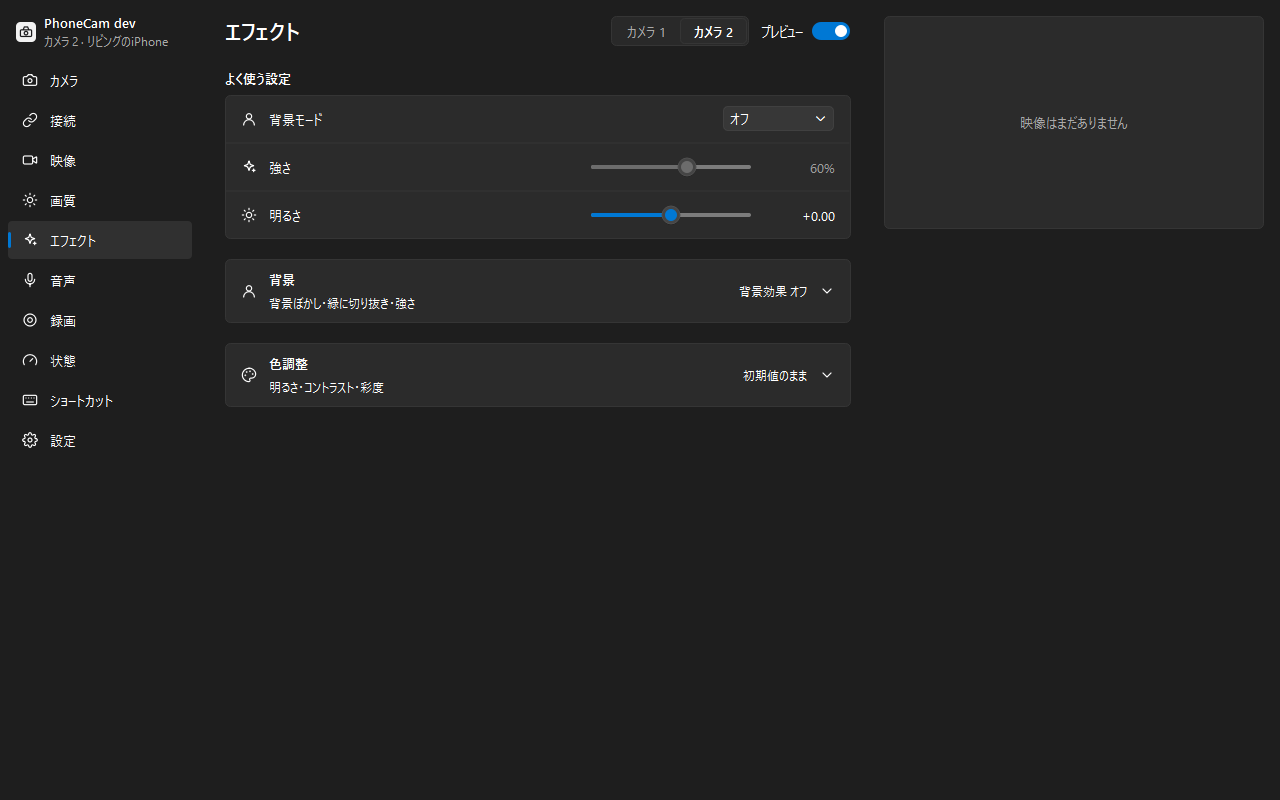 PhoneCam dev
カメラ 2 · リビングのiPhone
カメラ
接続
映像
画質
エフェクト
音声
録画
状態
ショートカット
設定
エフェクト
カメラ 1
カメラ 2
プレビュー
よく使う設定
背景モード
オフ
強さ
60%
明るさ
+0.00
背景
背景ぼかし・緑に切り抜き・強さ
背景効果 オフ
色調整
明るさ・コントラスト・彩度
初期値のまま
映像はまだありません